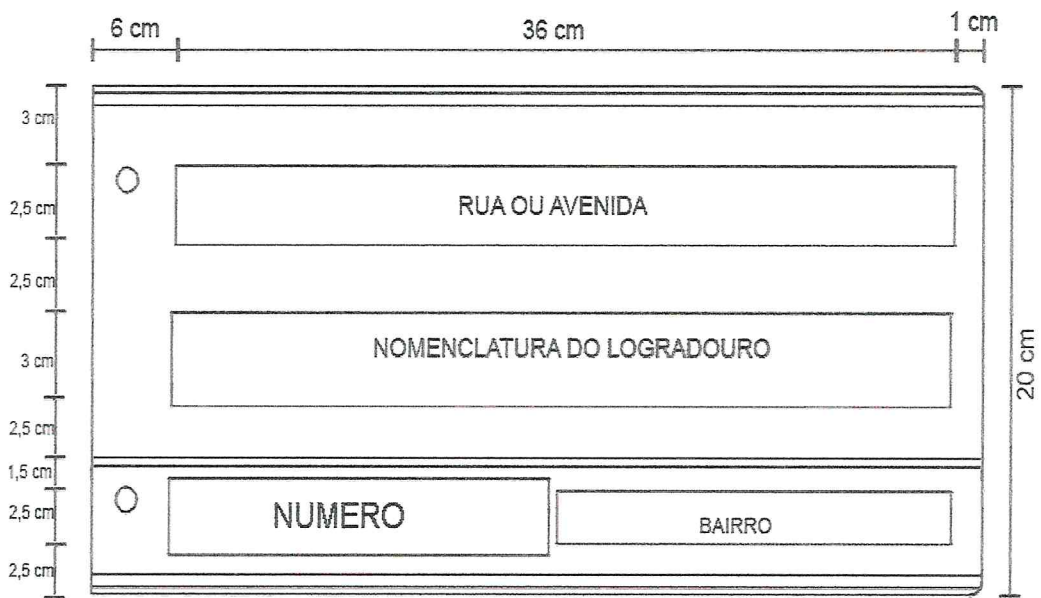 6 cm 36 cm 1 cm
3 cm
2,5 cm RUA OU AVENIDA
2,5 cm
3 cm NOMENCLATURA DO LOGRADOURO
20 cm
2,5 cm
1,5 cm
2,5 cm NUMERO BAIRRO
2,5 cm